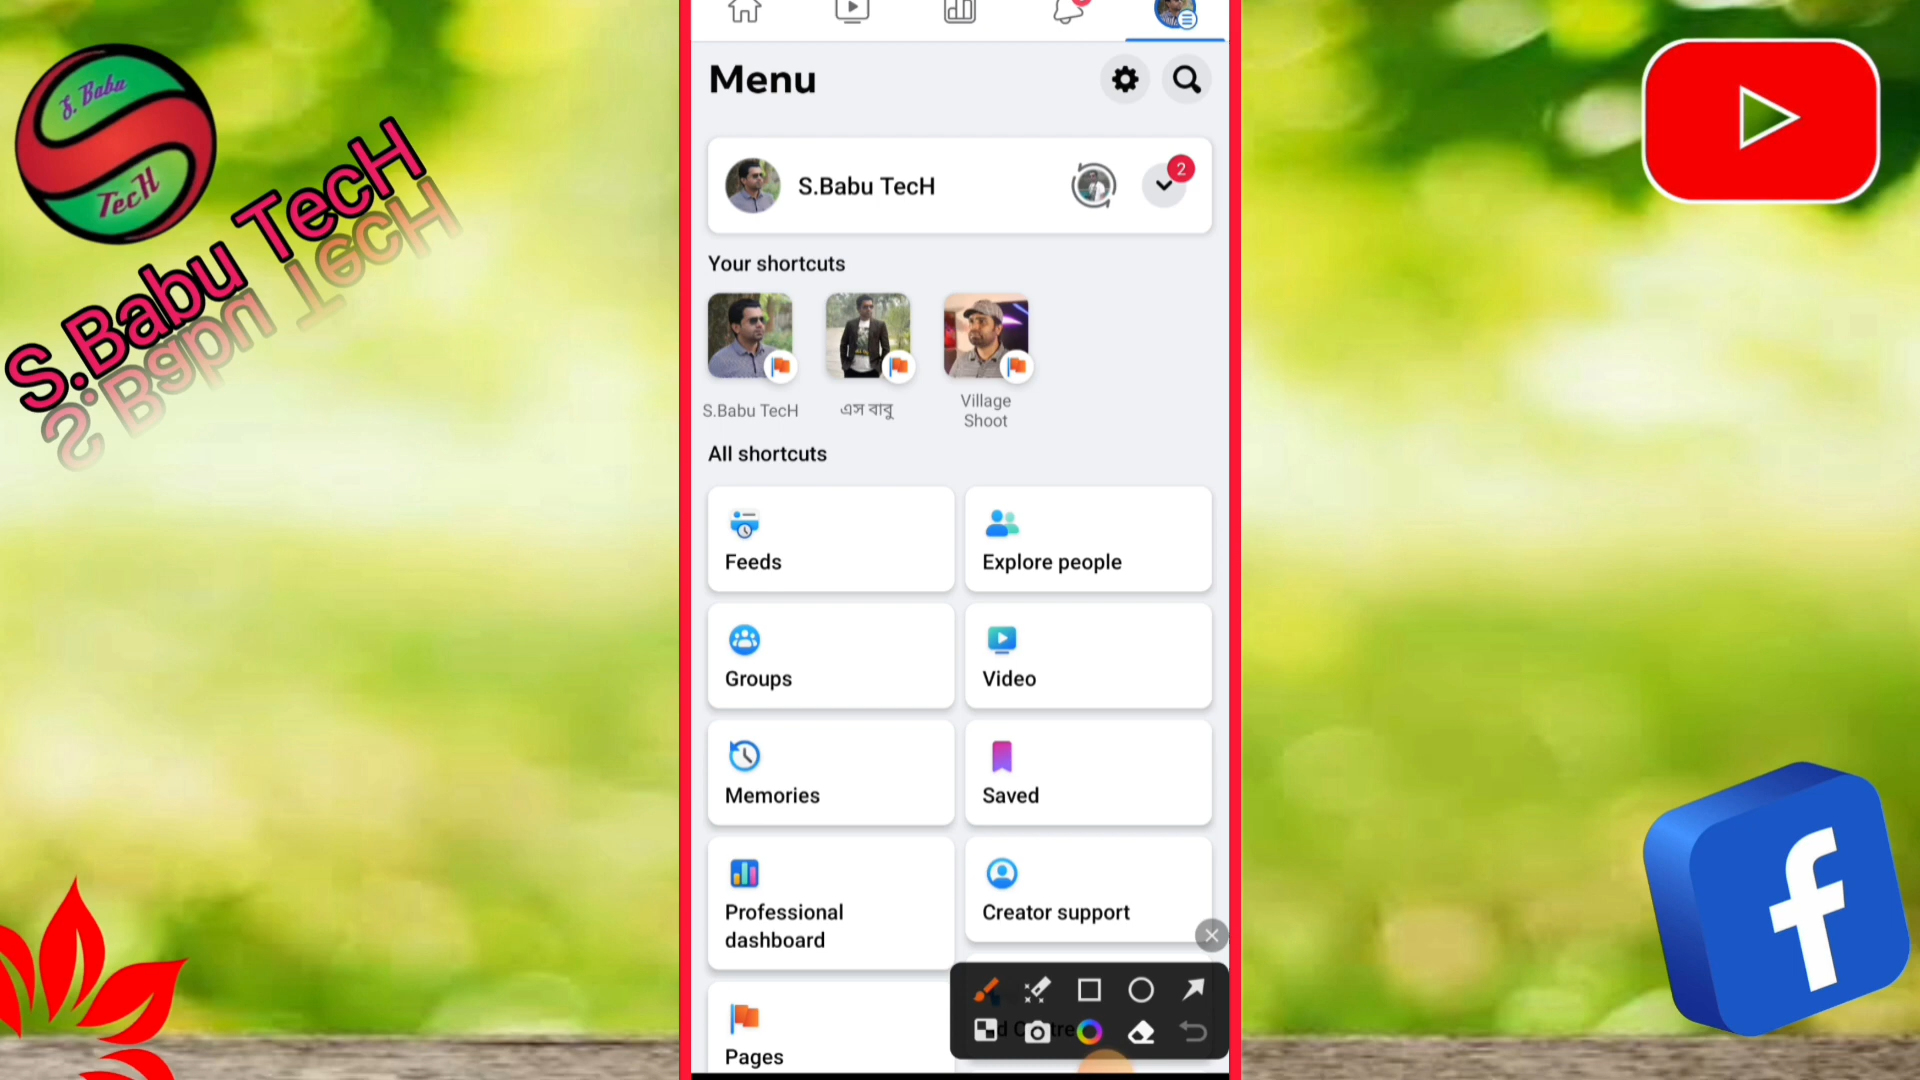 S. Babu
TecH
S.Babu TecH
Menu
S.Babu TecH
2
Your shortcuts
S.Babu TecH
এস বাবু
Village
Shoot
All shortcuts
Feeds
Explore people
Groups
Video
Memories
Saved
Professional
dashboard
Creator support
Pages